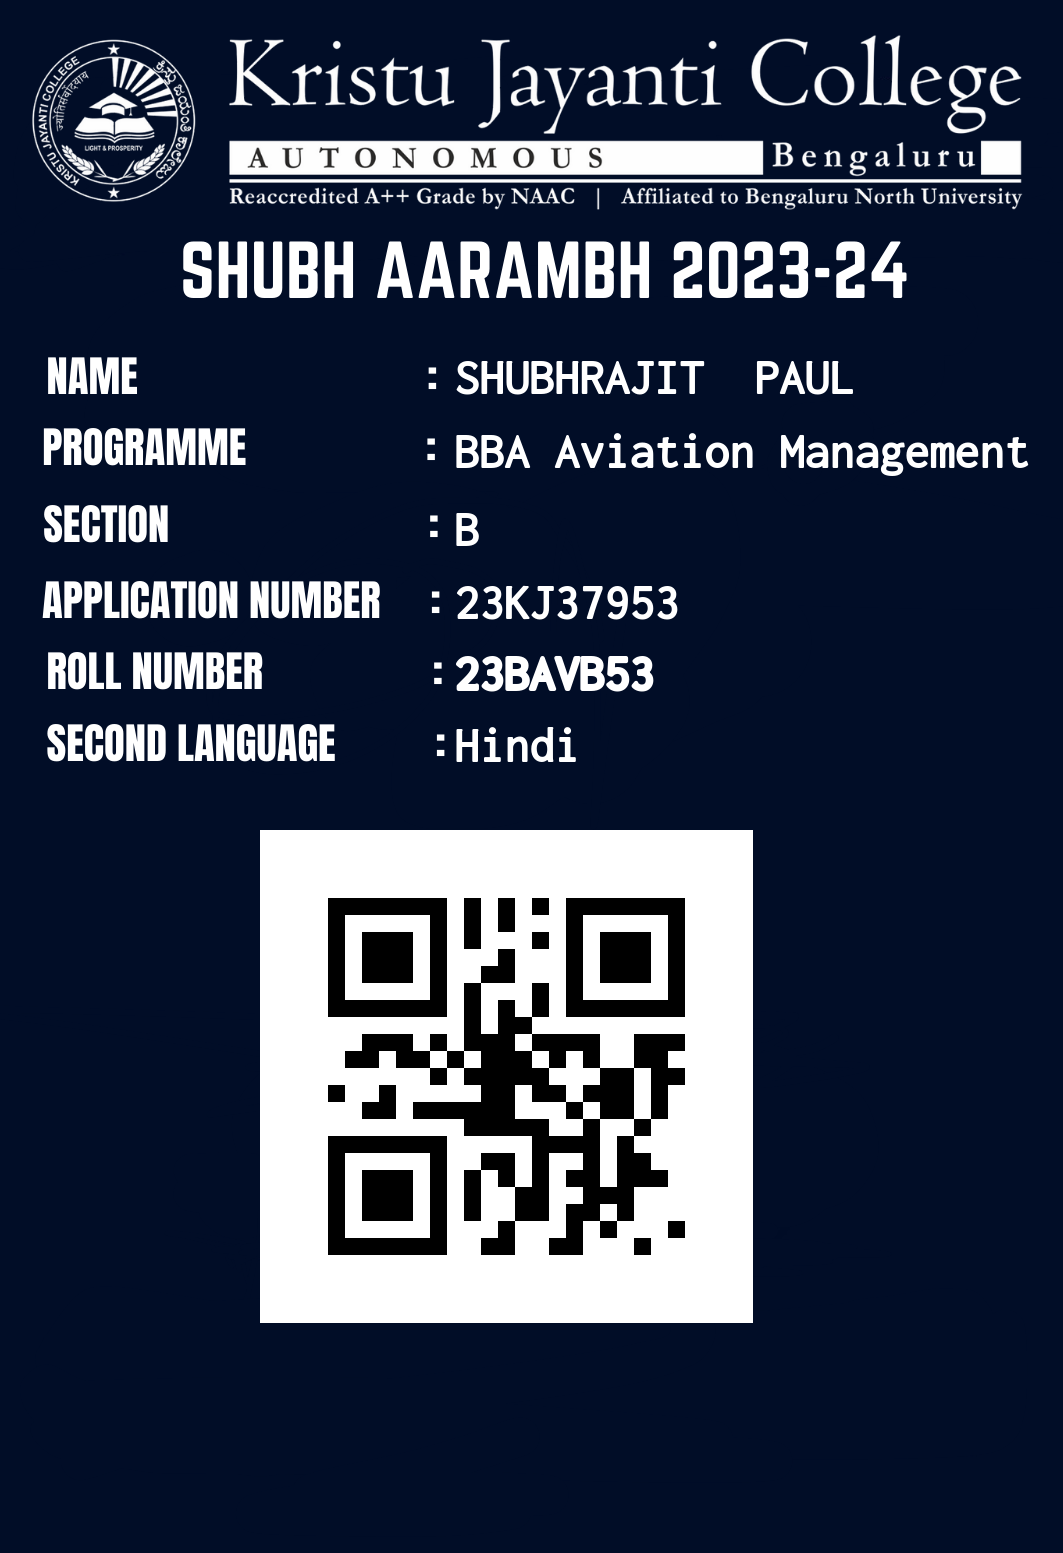 Kristu Jayanti College
AUTONOMOUS Bengaluru
Reaccredited A++ Grade by NAAC | Affiliated to Bengaluru North University
KRISTU JAYANTI COLLEGE
LIGHT & PROSPERITY
SHUBH AARAMBH 2023-24
NAME : SHUBHRAJIT PAUL
PROGRAMME : BBA Aviation Management
SECTION : B
APPLICATION NUMBER : 23KJ37953
ROLL NUMBER : 23BAVB53
SECOND LANGUAGE : Hindi